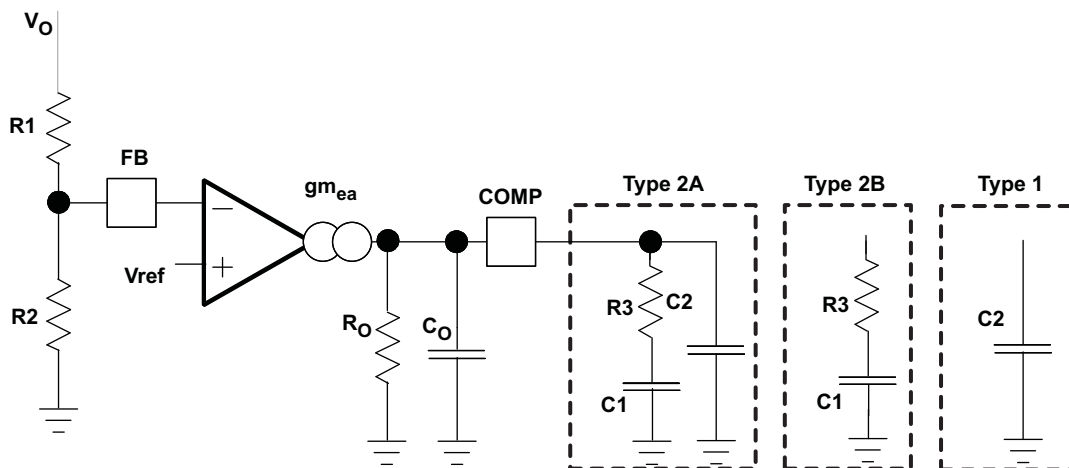 VO
R1
FB
gmea
COMP
Type 2A
Type 2B
Type 1
Vref
R2
RO
CO
R3
C2
C1
R3
C1
C2